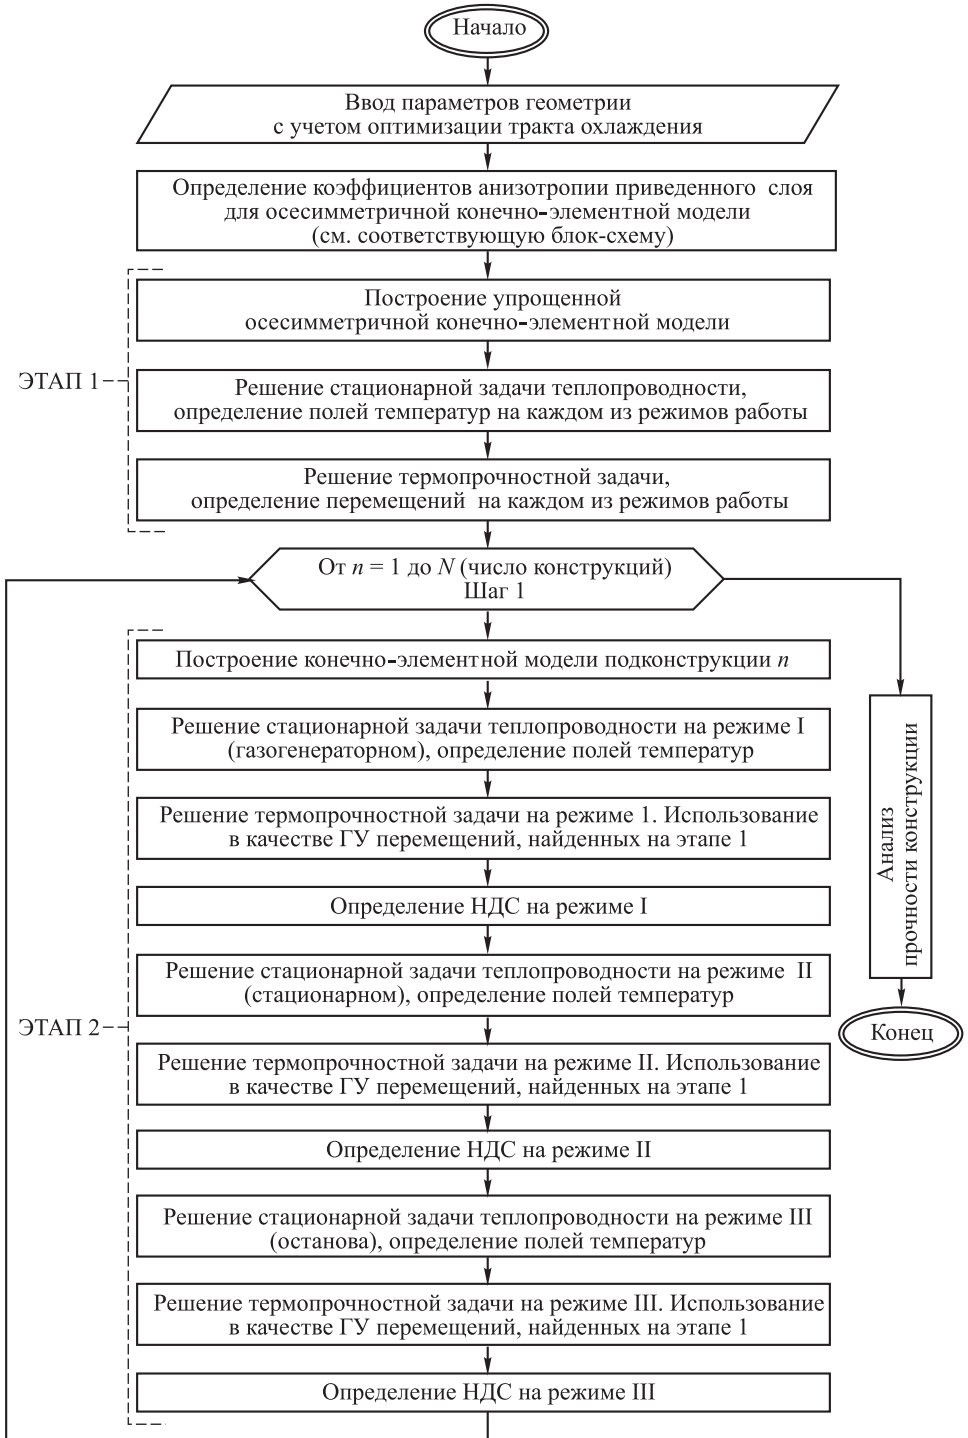 Начало
Ввод параметров геометрии
с учетом оптимизации тракта охлаждения
Определение коэффициентов анизотропии приведенного слоя
для осесимметричной конечно-элементной модели
(см. соответствующую блок-схему)
Построение упрощенной
осесимметричной конечно-элементной модели
ЭТАП 1
Решение стационарной задачи теплопроводности,
определение полей температур на каждом из режимов работы
Решение термопрочностной задачи,
определение перемещений на каждом из режимов работы
От n = 1 до N (число конструкций)
Шаг 1
Построение конечно-элементной модели подконструкции n
Решение стационарной задачи теплопроводности на режиме I
(газогенераторном), определение полей температур
Решение термопрочностной задачи на режиме 1. Использование
в качестве ГУ перемещений, найденных на этапе 1
Определение НДС на режиме I
Решение стационарной задачи теплопроводности на режиме II
(стационарном), определение полей температур
ЭТАП 2
Решение термопрочностной задачи на режиме II. Использование
в качестве ГУ перемещений, найденных на этапе 1
Определение НДС на режиме II
Решение стационарной задачи теплопроводности на режиме III
(останова), определение полей температур
Решение термопрочностной задачи на режиме III. Использование
в качестве ГУ перемещений, найденных на этапе 1
Определение НДС на режиме III
Анализ
прочности конструкции
Конец